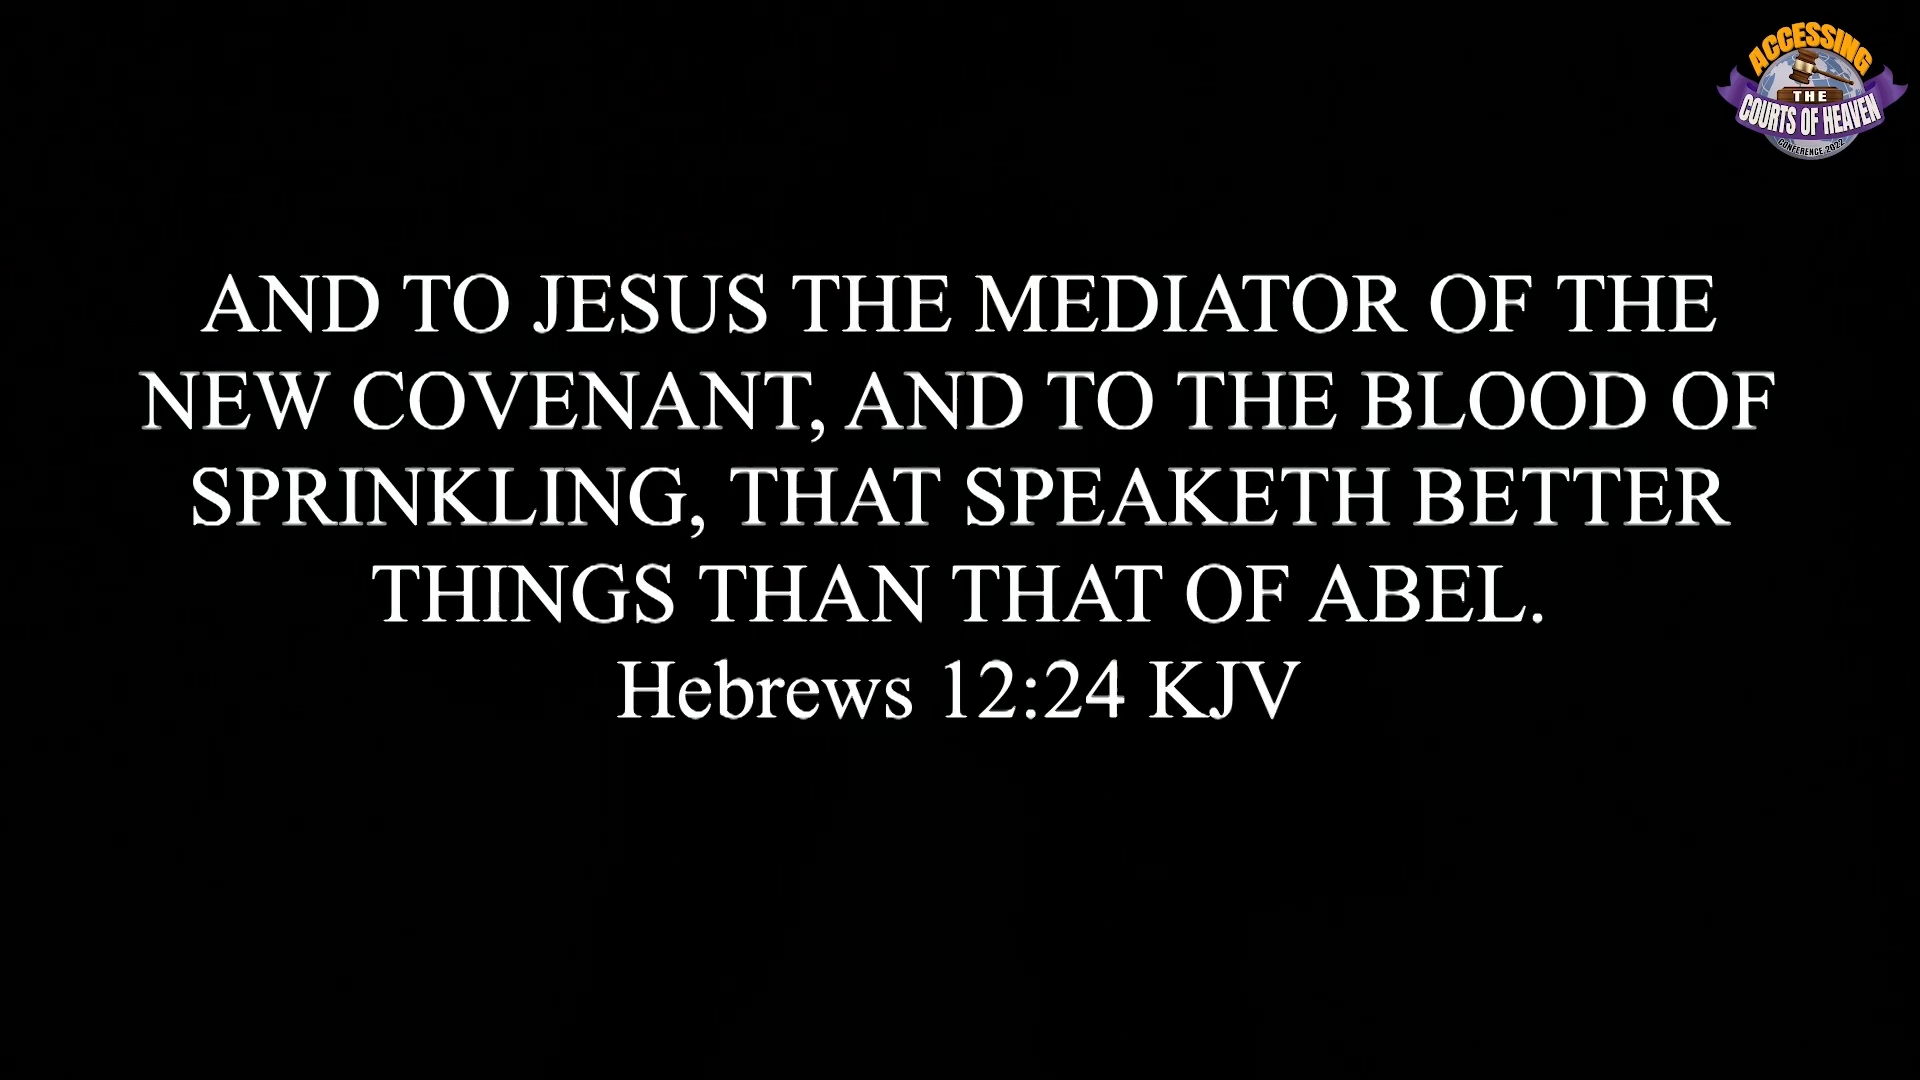 ACCESSING
THE
COURTS OF HEAVEN
CONFERENCE 2022
AND TO JESUS THE MEDIATOR OF THE
NEW COVENANT, AND TO THE BLOOD OF
SPRINKLING, THAT SPEAKETH BETTER
THINGS THAN THAT OF ABEL.
Hebrews 12:24 KJV